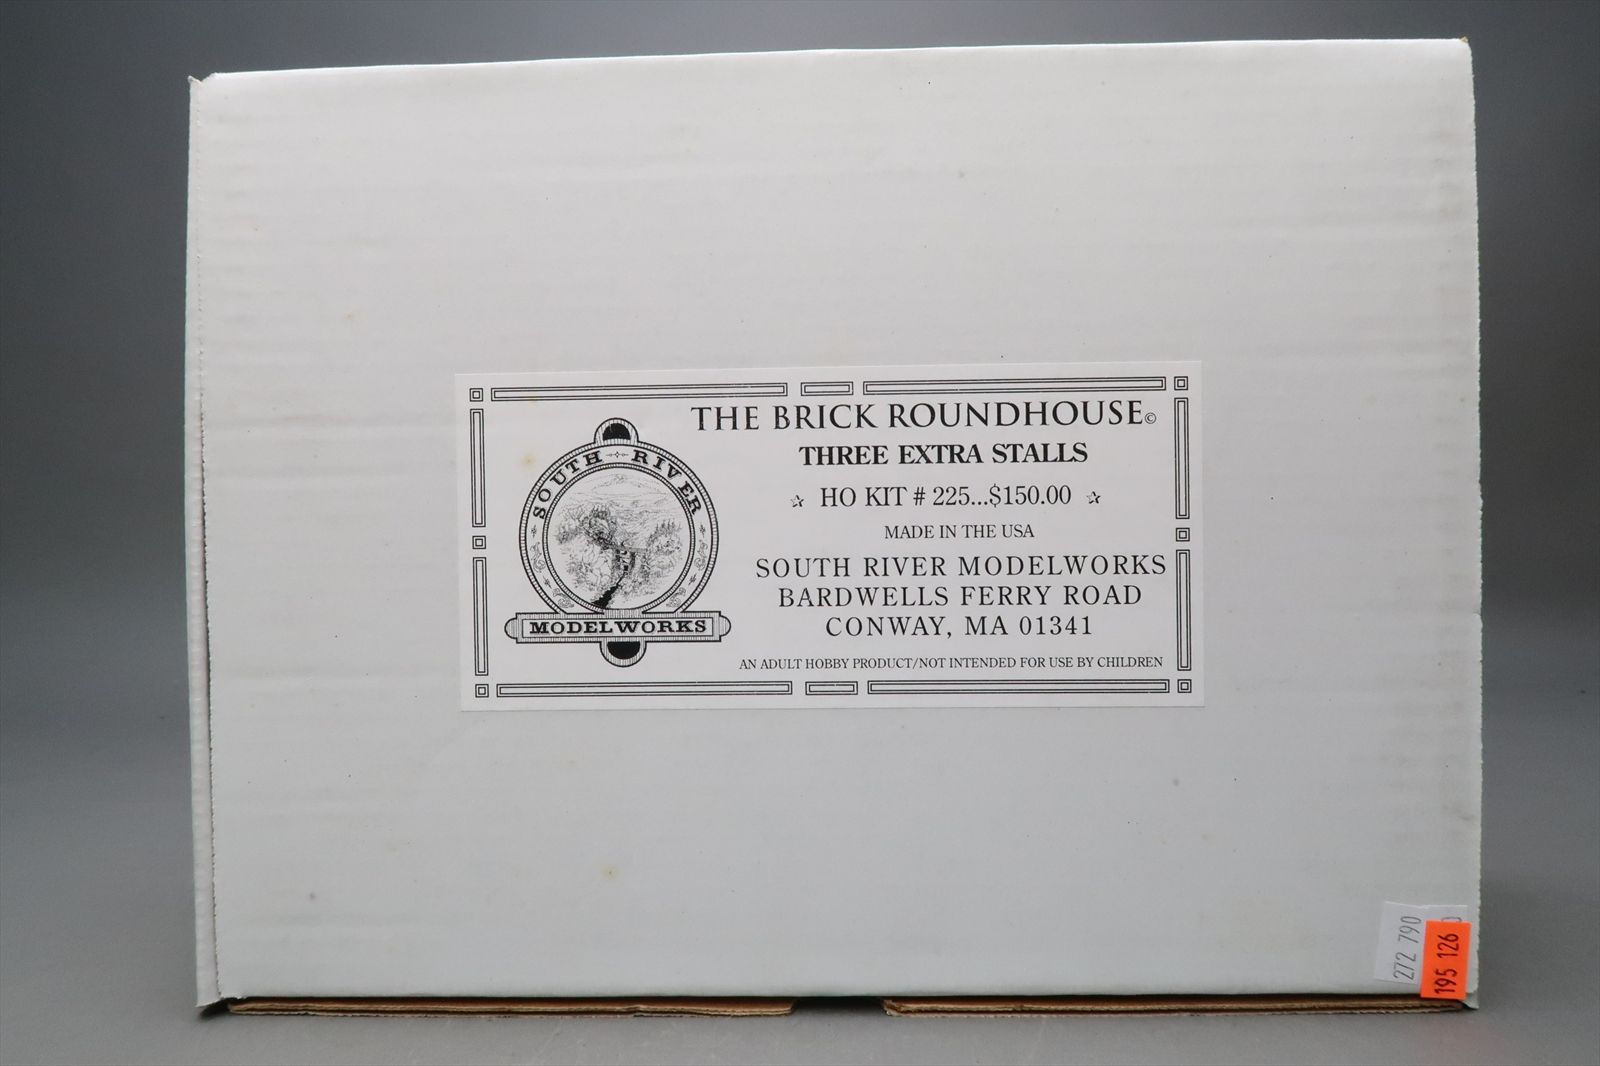 THE BRICK ROUNDHOUSE©
THREE EXTRA STALLS
☆ HO KIT # 225...$150.00 ☆
MADE IN THE USA
SOUTH RIVER MODELWORKS
BARDWELLS FERRY ROAD
CONWAY, MA 01341
AN ADULT HOBBY PRODUCT/NOT INTENDED FOR USE BY CHILDREN
SOUTH RIVER
MODELWORKS
272 790
195 126